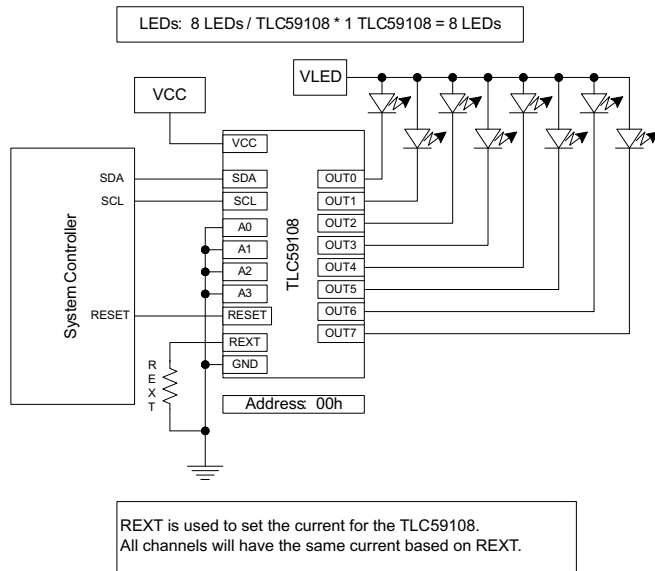 LEDs: 8 LEDs / TLC59108 * 1 TLC59108 = 8 LEDs
VLED
VCC
VCC
SDA
SDA
OUT0
SCL
SCL
OUT1
A0
OUT2
A1
OUT3
A2
OUT4
A3
OUT5
RESET
RESET
OUT6
REXT
OUT7
GND
System Controller
TLC59108
REXT
Address: 00h
REXT is used to set the current for the TLC59108.
All channels will have the same current based on REXT.